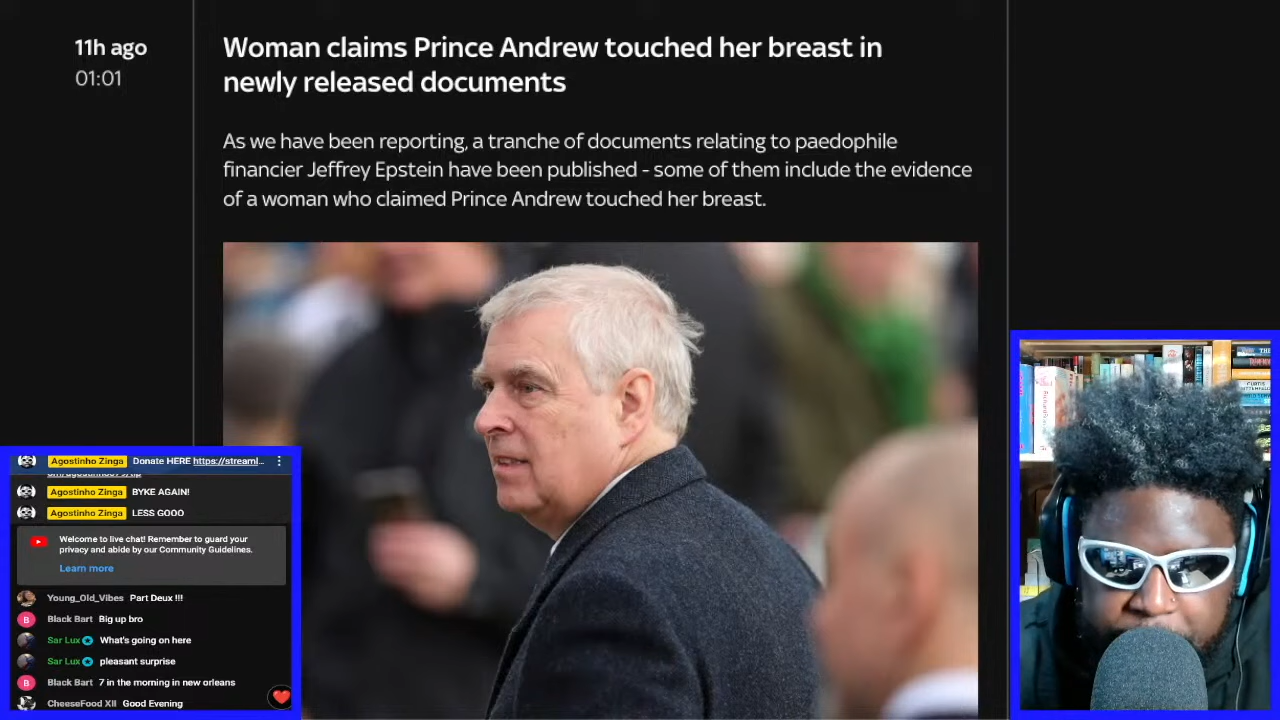 11h ago
01:01
Woman claims Prince Andrew touched her breast in
newly released documents
As we have been reporting, a tranche of documents relating to paedophile
financier Jeffrey Epstein have been published - some of them include the evidence
of a woman who claimed Prince Andrew touched her breast.
Agostinho Zinga Donate HERE https://streaml...
Agostinho Zinga BYKE AGAIN!
Agostinho Zinga LESS GOOO
Welcome to live chat! Remember to guard your
privacy and abide by our Community Guidelines.
Learn more
Young_Old_Vibes Part Deux !!!
B Black Bart Big up bro
Sar Lux What's going on here
Sar Lux pleasant surprise
B Black Bart 7 in the morning in new orleans
CheeseFood XII Good Evening